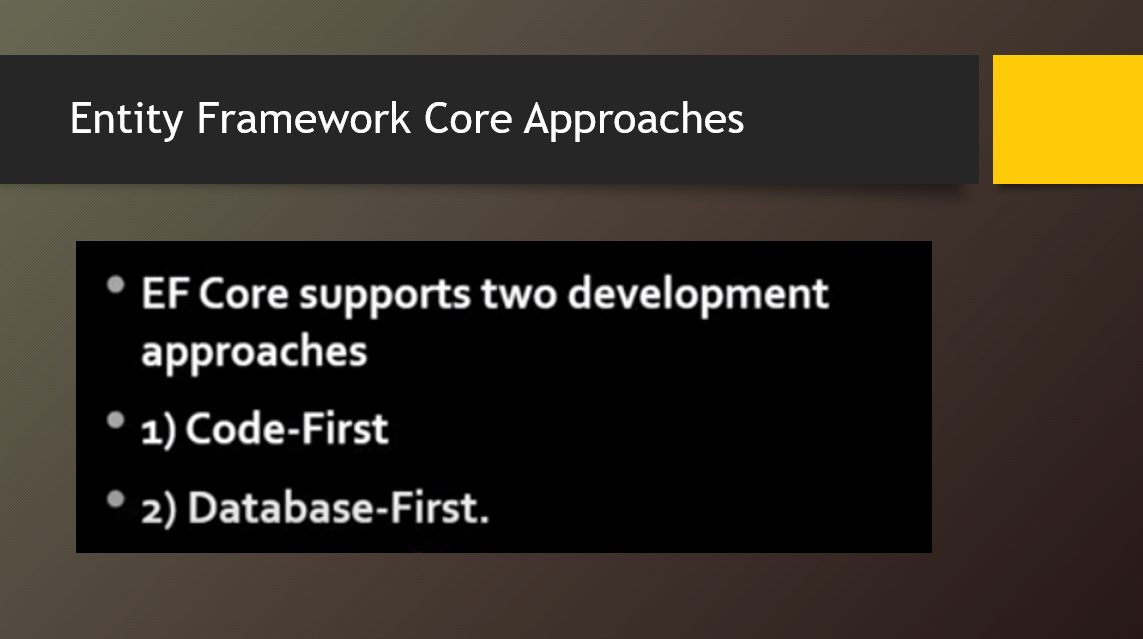 Entity Framework Core Approaches
• EF Core supports two development
approaches
• 1) Code-First
• 2) Database-First.